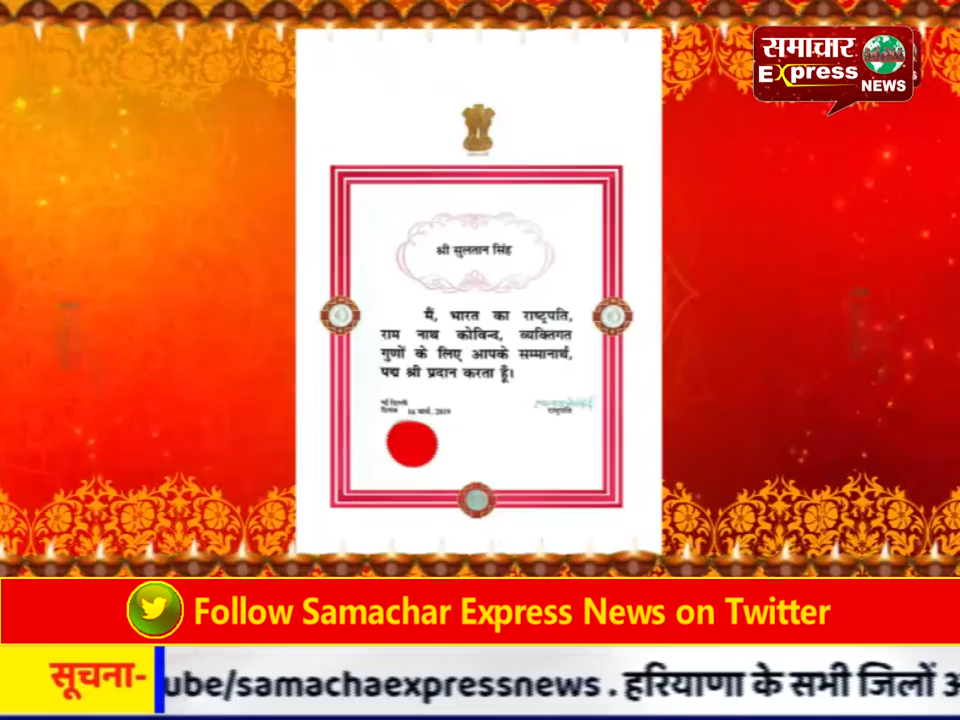 समाचार
Express
NEWS
श्री सुलतान सिंह
मैं, भारत का राष्ट्रपति,
राम नाथ कोविन्द, व्यक्तिगत
गुणों के लिए आपके सम्मानार्थ,
पद्म श्री प्रदान करता हूँ।
नई दिल्ली
दिनांक 16 मार्च, 2019
राष्ट्रपति
Follow Samachar Express News on Twitter
सूचना-
ube/samachaexpressnews . हरियाणा के सभी जिलों